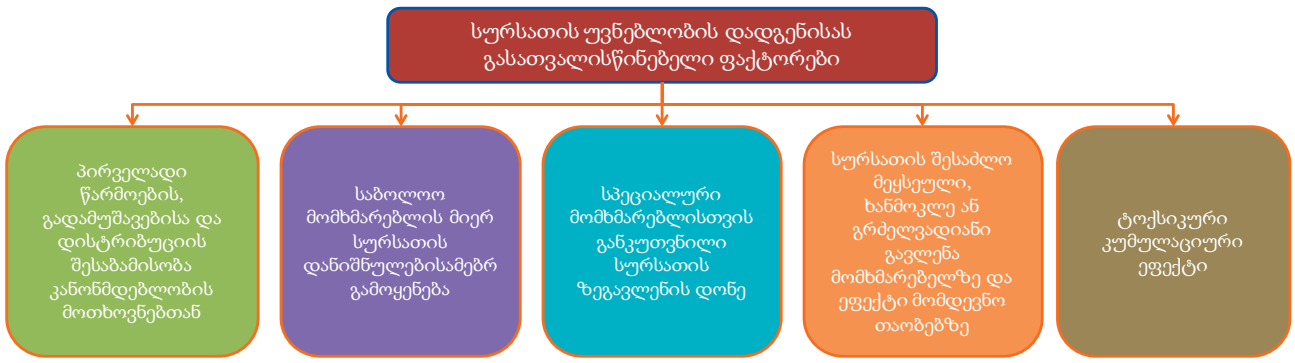 სურსათის უვნებლობის დადგენისას
გასათვალისწინებელი ფაქტორები
პირველადი
წარმოების,
გადამუშავებისა და
დისტრიბუციის
შესაბამისობა
კანონმდებლობის
მოთხოვნებთან
საბოლოო
მომხმარებლის მიერ
სურსათის
დანიშნულებისამებრ
გამოყენება
სპეციალური
მომხმარებლისთვის
განკუთვნილი
სურსათის
ზეგავლენის დონე
სურსათის შესაძლო
მეყსეული,
ხანმოკლე ან
გრძელვადიანი
გავლენა
მომხმარებელზე და
ეფექტი მომდევნო
თაობებზე
ტოქსიკური
კუმულაციური
ეფექტი